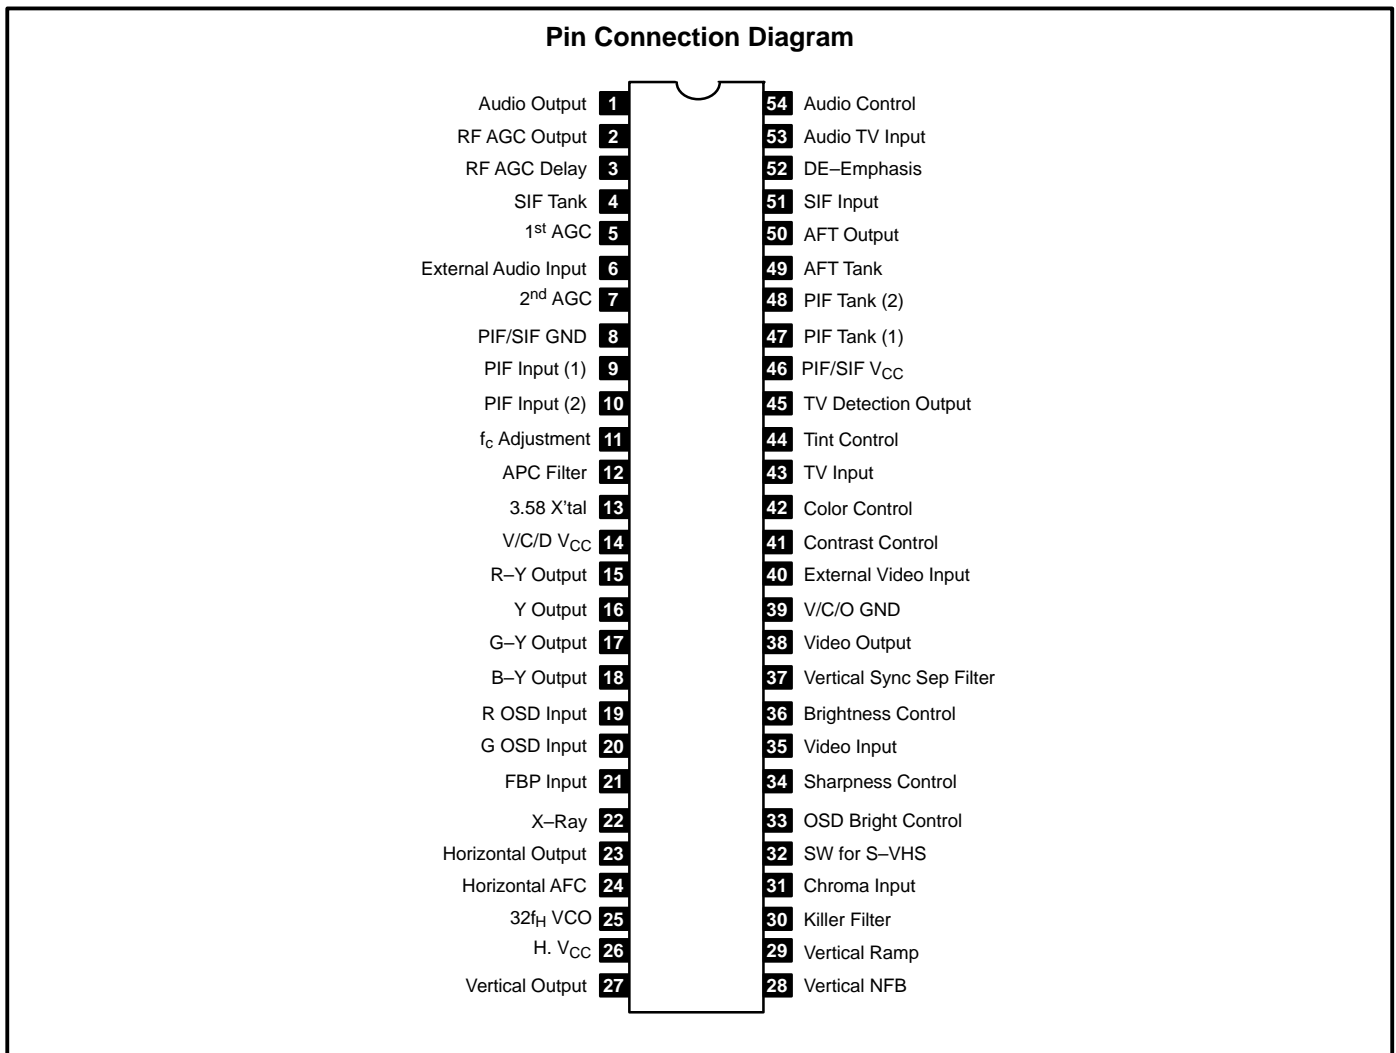 Pin Connection Diagram
Audio Output 1 54 Audio Control
RF AGC Output 2 53 Audio TV Input
RF AGC Delay 3 52 DE–Emphasis
SIF Tank 4 51 SIF Input
1st AGC 5 50 AFT Output
External Audio Input 6 49 AFT Tank
2nd AGC 7 48 PIF Tank (2)
PIF/SIF GND 8 47 PIF Tank (1)
PIF Input (1) 9 46 PIF/SIF VCC
PIF Input (2) 10 45 TV Detection Output
fc Adjustment 11 44 Tint Control
APC Filter 12 43 TV Input
3.58 X'tal 13 42 Color Control
V/C/D VCC 14 41 Contrast Control
R–Y Output 15 40 External Video Input
Y Output 16 39 V/C/O GND
G–Y Output 17 38 Video Output
B–Y Output 18 37 Vertical Sync Sep Filter
R OSD Input 19 36 Brightness Control
G OSD Input 20 35 Video Input
FBP Input 21 34 Sharpness Control
X–Ray 22 33 OSD Bright Control
Horizontal Output 23 32 SW for S–VHS
Horizontal AFC 24 31 Chroma Input
32fH VCO 25 30 Killer Filter
H. VCC 26 29 Vertical Ramp
Vertical Output 27 28 Vertical NFB